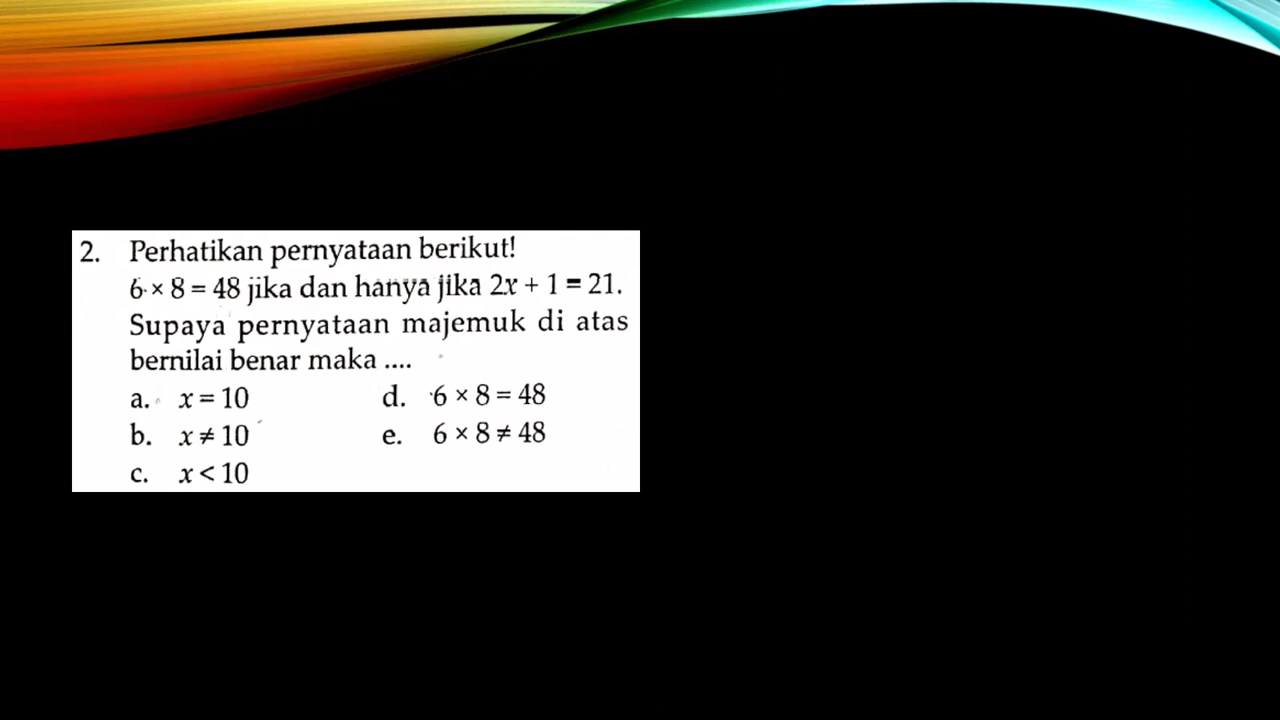 2. Perhatikan pernyataan berikut!
6 × 8 = 48 jika dan hanya jika 2x + 1 = 21.
Supaya pernyataan majemuk di atas
bernilai benar maka ....
a. x = 10
b. x ≠ 10
c. x < 10
d. 6 × 8 = 48
e. 6 × 8 ≠ 48